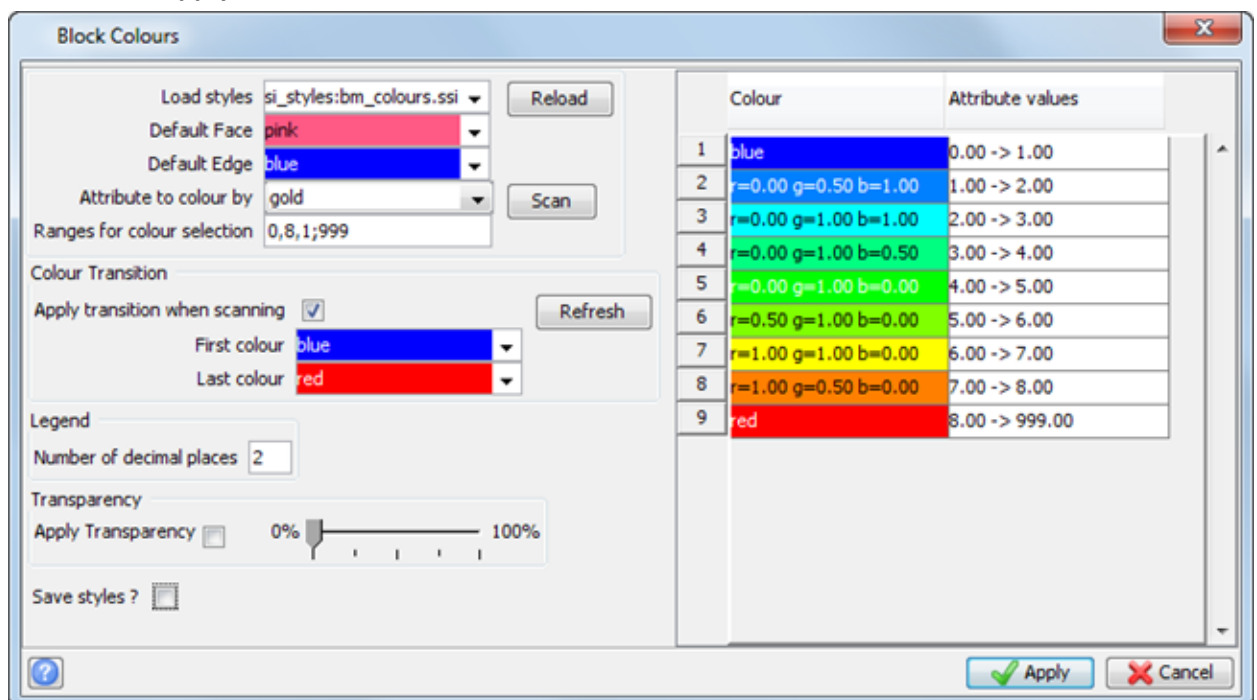 Block Colours
Load styles si_styles:bm_colours.ssi Reload
Default Face pink
Default Edge blue
Attribute to colour by gold Scan
Ranges for colour selection 0,8,1;999
Colour Transition
Apply transition when scanning Refresh
First colour blue
Last colour red
Legend
Number of decimal places 2
Transparency
Apply Transparency 0% 100%
Save styles ?
Colour Attribute values
1 blue 0.00 -> 1.00
2 r=0.00 g=0.50 b=1.00 1.00 -> 2.00
3 r=0.00 g=1.00 b=1.00 2.00 -> 3.00
4 r=0.00 g=1.00 b=0.50 3.00 -> 4.00
5 r=0.00 g=1.00 b=0.00 4.00 -> 5.00
6 r=0.50 g=1.00 b=0.00 5.00 -> 6.00
7 r=1.00 g=1.00 b=0.00 6.00 -> 7.00
8 r=1.00 g=0.50 b=0.00 7.00 -> 8.00
9 red 8.00 -> 999.00
Apply Cancel